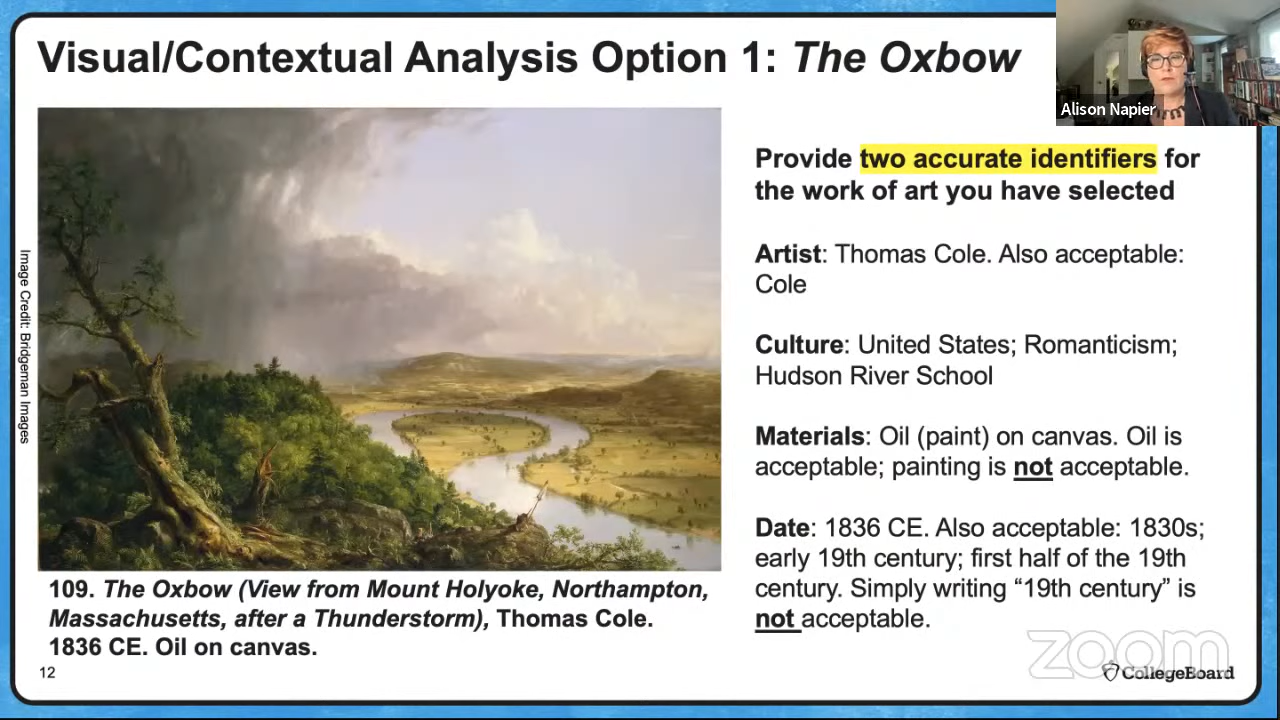 Visual/Contextual Analysis Option 1: The Oxbow
Alison Napier
Image Credit: Bridgeman Images
Provide two accurate identifiers for
the work of art you have selected
Artist: Thomas Cole. Also acceptable:
Cole
Culture: United States; Romanticism;
Hudson River School
Materials: Oil (paint) on canvas. Oil is
acceptable; painting is not acceptable.
Date: 1836 CE. Also acceptable: 1830s;
early 19th century; first half of the 19th
century. Simply writing “19th century” is
not acceptable.
109. The Oxbow (View from Mount Holyoke, Northampton,
Massachusetts, after a Thunderstorm), Thomas Cole.
1836 CE. Oil on canvas.
12
zoom
CollegeBoard